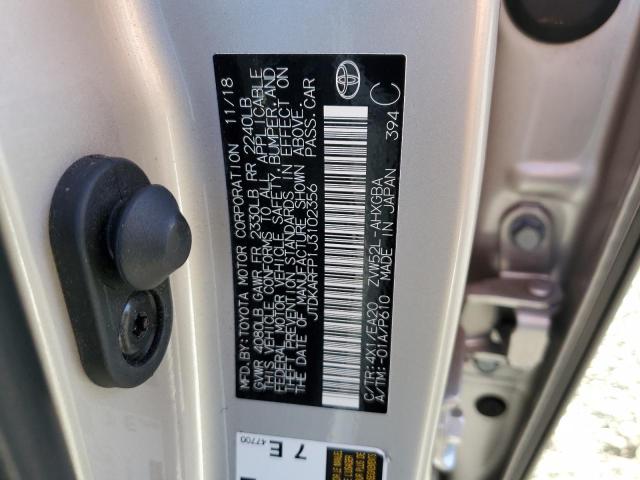 MFD.BY: TOYOTA MOTOR CORPORATION 11/18
GVWR 4080LB GAWR FR 2330LB RR 2240LB
THIS VEHICLE CONFORMS TO ALL APPLICABLE
FEDERAL MOTOR VEHICLE SAFETY, BUMPER, AND
THEFT PREVENTION STANDARDS IN EFFECT ON
THE DATE OF MANUFACTURE SHOWN ABOVE.
JTDKARFP1J3102356 PASS.CAR
TOYOTA
C/TR:4X1/EA20 ZVW52L-AHXGBA
A/TM:-01A/P610 MADE IN JAPAN 394 C
47700
7 E